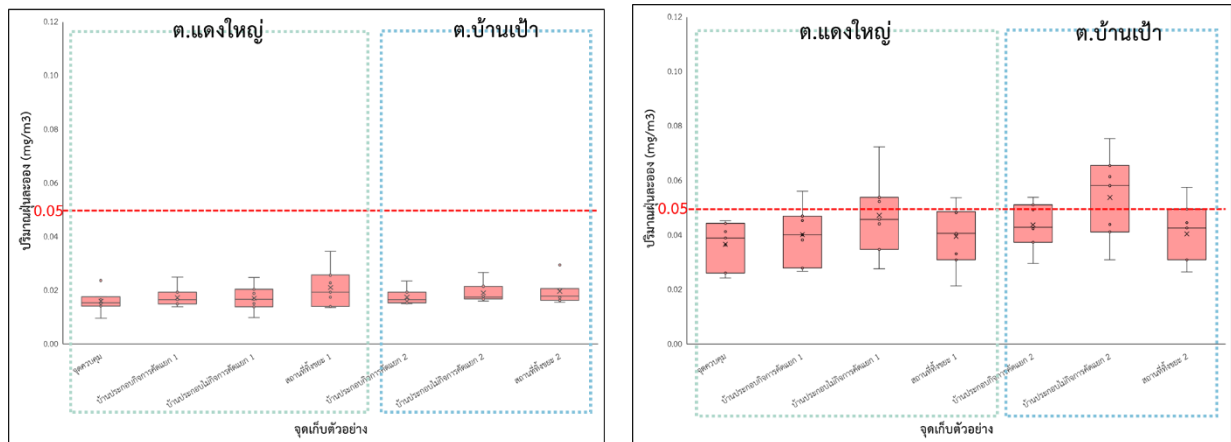 ต.แดงใหญ่
ต.บ้านเป้า
ปริมาณฝุ่นละออง (mg/m3)
0.12
0.10
0.08
0.06
0.05
0.04
0.02
0.00
จุดควบคุม
บ้านประกอบกิจการคัดแยก 1
บ้านประกอบไม่กิจการคัดแยก 1
สถานที่ทิ้งขยะ 1
บ้านประกอบกิจการคัดแยก 2
บ้านประกอบไม่กิจการคัดแยก 2
สถานที่ทิ้งขยะ 2
จุดเก็บตัวอย่าง
ต.แดงใหญ่
ต.บ้านเป้า
ปริมาณฝุ่นละออง (mg/m3)
0.12
0.10
0.08
0.06
0.05
0.04
0.02
0.00
จุดควบคุม
บ้านประกอบกิจการคัดแยก 1
บ้านประกอบไม่กิจการคัดแยก 1
สถานที่ทิ้งขยะ 1
บ้านประกอบกิจการคัดแยก 2
บ้านประกอบไม่กิจการคัดแยก 2
สถานที่ทิ้งขยะ 2
จุดเก็บตัวอย่าง